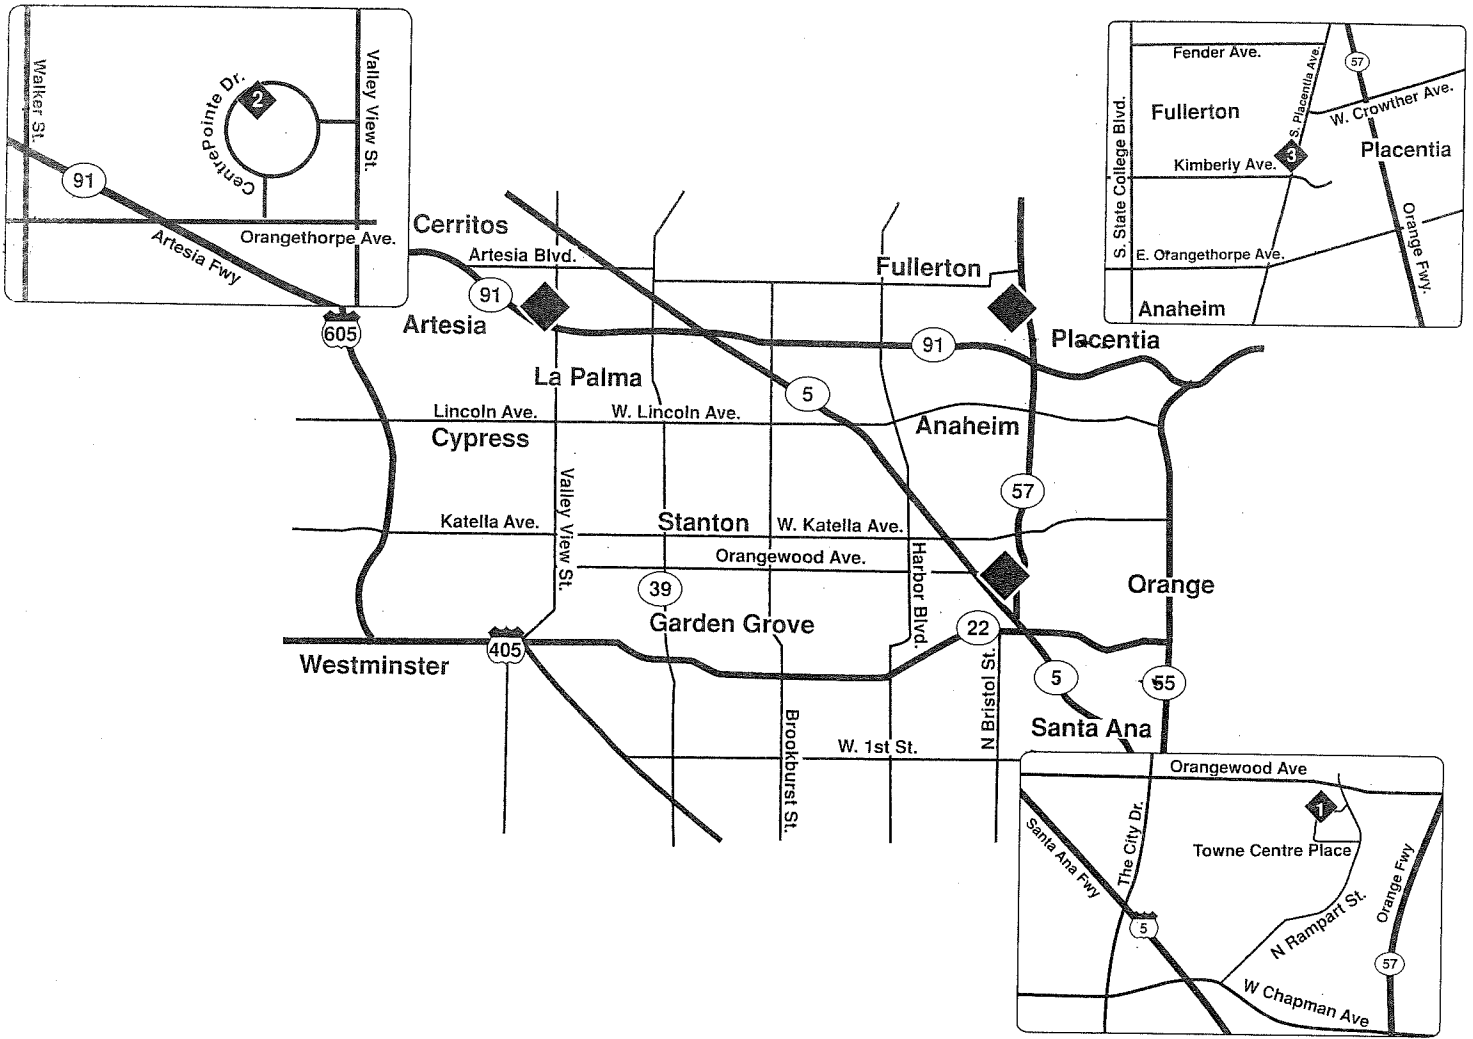 Walker St.
CentrePointe Dr.
2
Valley View St.
91
Artesia Fwy
Orangethorpe Ave.
S. State College Blvd.
Fender Ave.
S. Placentia Ave.
57
W. Crowther Ave.
Fullerton
3
Placentia
Kimberly Ave.
Orange Fwy.
E. Orangethorpe Ave.
Anaheim
Cerritos
Artesia Blvd.
Fullerton
91
605
Artesia
91
Placentia
La Palma
5
Lincoln Ave.
W. Lincoln Ave.
Cypress
Anaheim
Valley View St.
57
Katella Ave.
Stanton
W. Katella Ave.
Orangewood Ave.
Harbor Blvd.
39
Orange
Garden Grove
22
405
Westminster
N Bristol St.
5
55
Brookburst St.
W. 1st St.
Santa Ana
Orangewood Ave
The City Dr.
1
Santa Ana Fwy
Towne Centre Place
Orange Fwy
5
N Rampart St.
57
W Chapman Ave